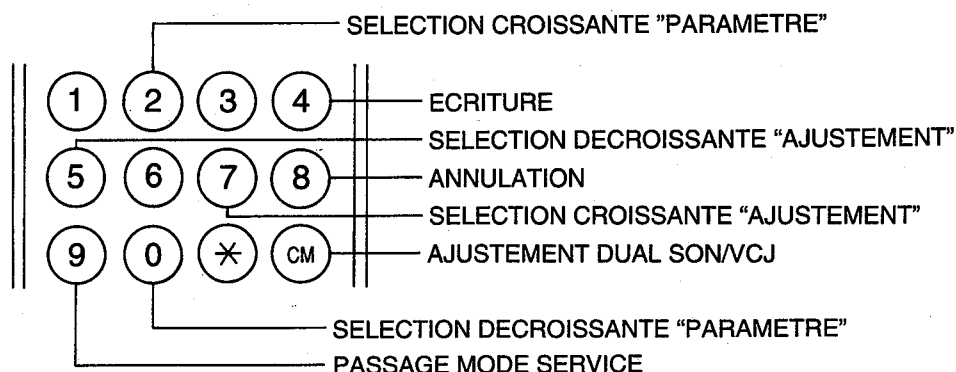 SELECTION CROISSANTE ”PARAMETRE”
1 2 3 4 ECRITURE
SELECTION DECROISSANTE “AJUSTEMENT”
5 6 7 8 ANNULATION
SELECTION CROISSANTE “AJUSTEMENT”
9 0 * CM AJUSTEMENT DUAL SON/VCJ
SELECTION DECROISSANTE “PARAMETRE”
PASSAGE MODE SERVICE